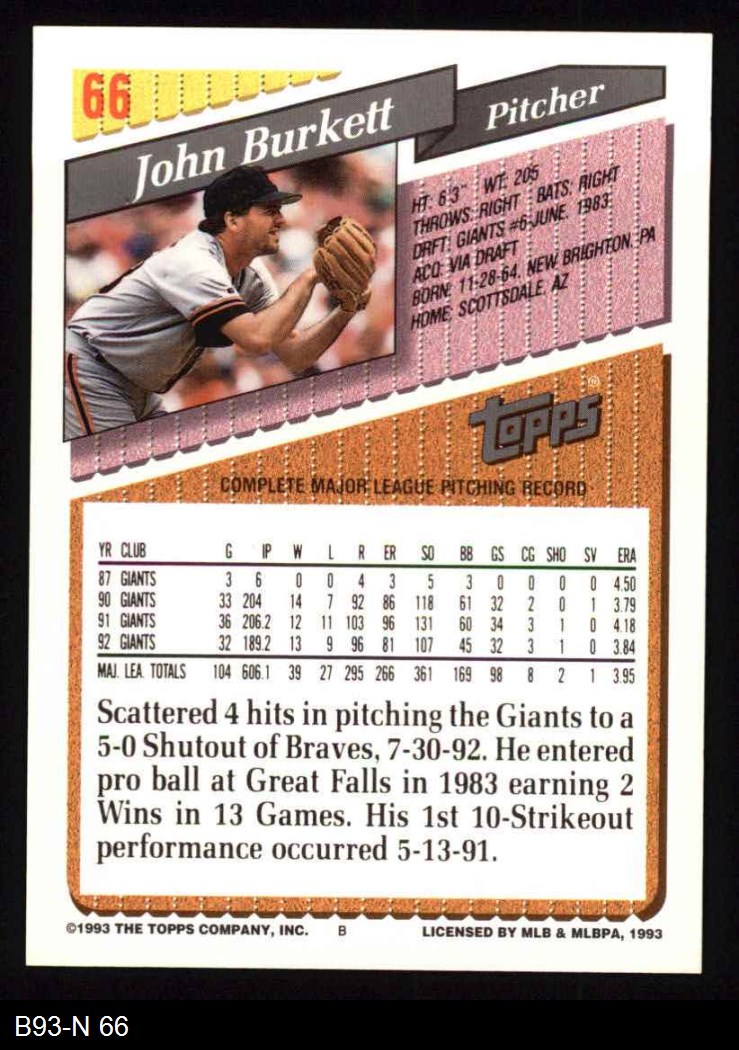 66
John Burkett
Pitcher
HT: 6'3" WT: 205
THROWS: RIGHT BATS: RIGHT
DRFT: GIANTS #6-JUNE, 1983
ACQ: VIA DRAFT
BORN: 11-28-64, NEW BRIGHTON, PA
HOME: SCOTTSDALE, AZ
topps®
COMPLETE MAJOR LEAGUE PITCHING RECORD
YR CLUB G IP W L R ER SO BB GS CG SHO SV ERA
87 GIANTS 3 6 0 0 4 3 5 3 0 0 0 0 4.50
90 GIANTS 33 204 14 7 92 86 118 61 32 2 0 1 3.79
91 GIANTS 36 206.2 12 11 103 96 131 60 34 3 1 0 4.18
92 GIANTS 32 189.2 13 9 96 81 107 45 32 3 1 0 3.84
MAJ. LEA. TOTALS 104 606.1 39 27 295 266 361 169 98 8 2 1 3.95
Scattered 4 hits in pitching the Giants to a
5-0 Shutout of Braves, 7-30-92. He entered
pro ball at Great Falls in 1983 earning 2
Wins in 13 Games. His 1st 10-Strikeout
performance occurred 5-13-91.
©1993 THE TOPPS COMPANY, INC. B LICENSED BY MLB & MLBPA, 1993
B93-N 66